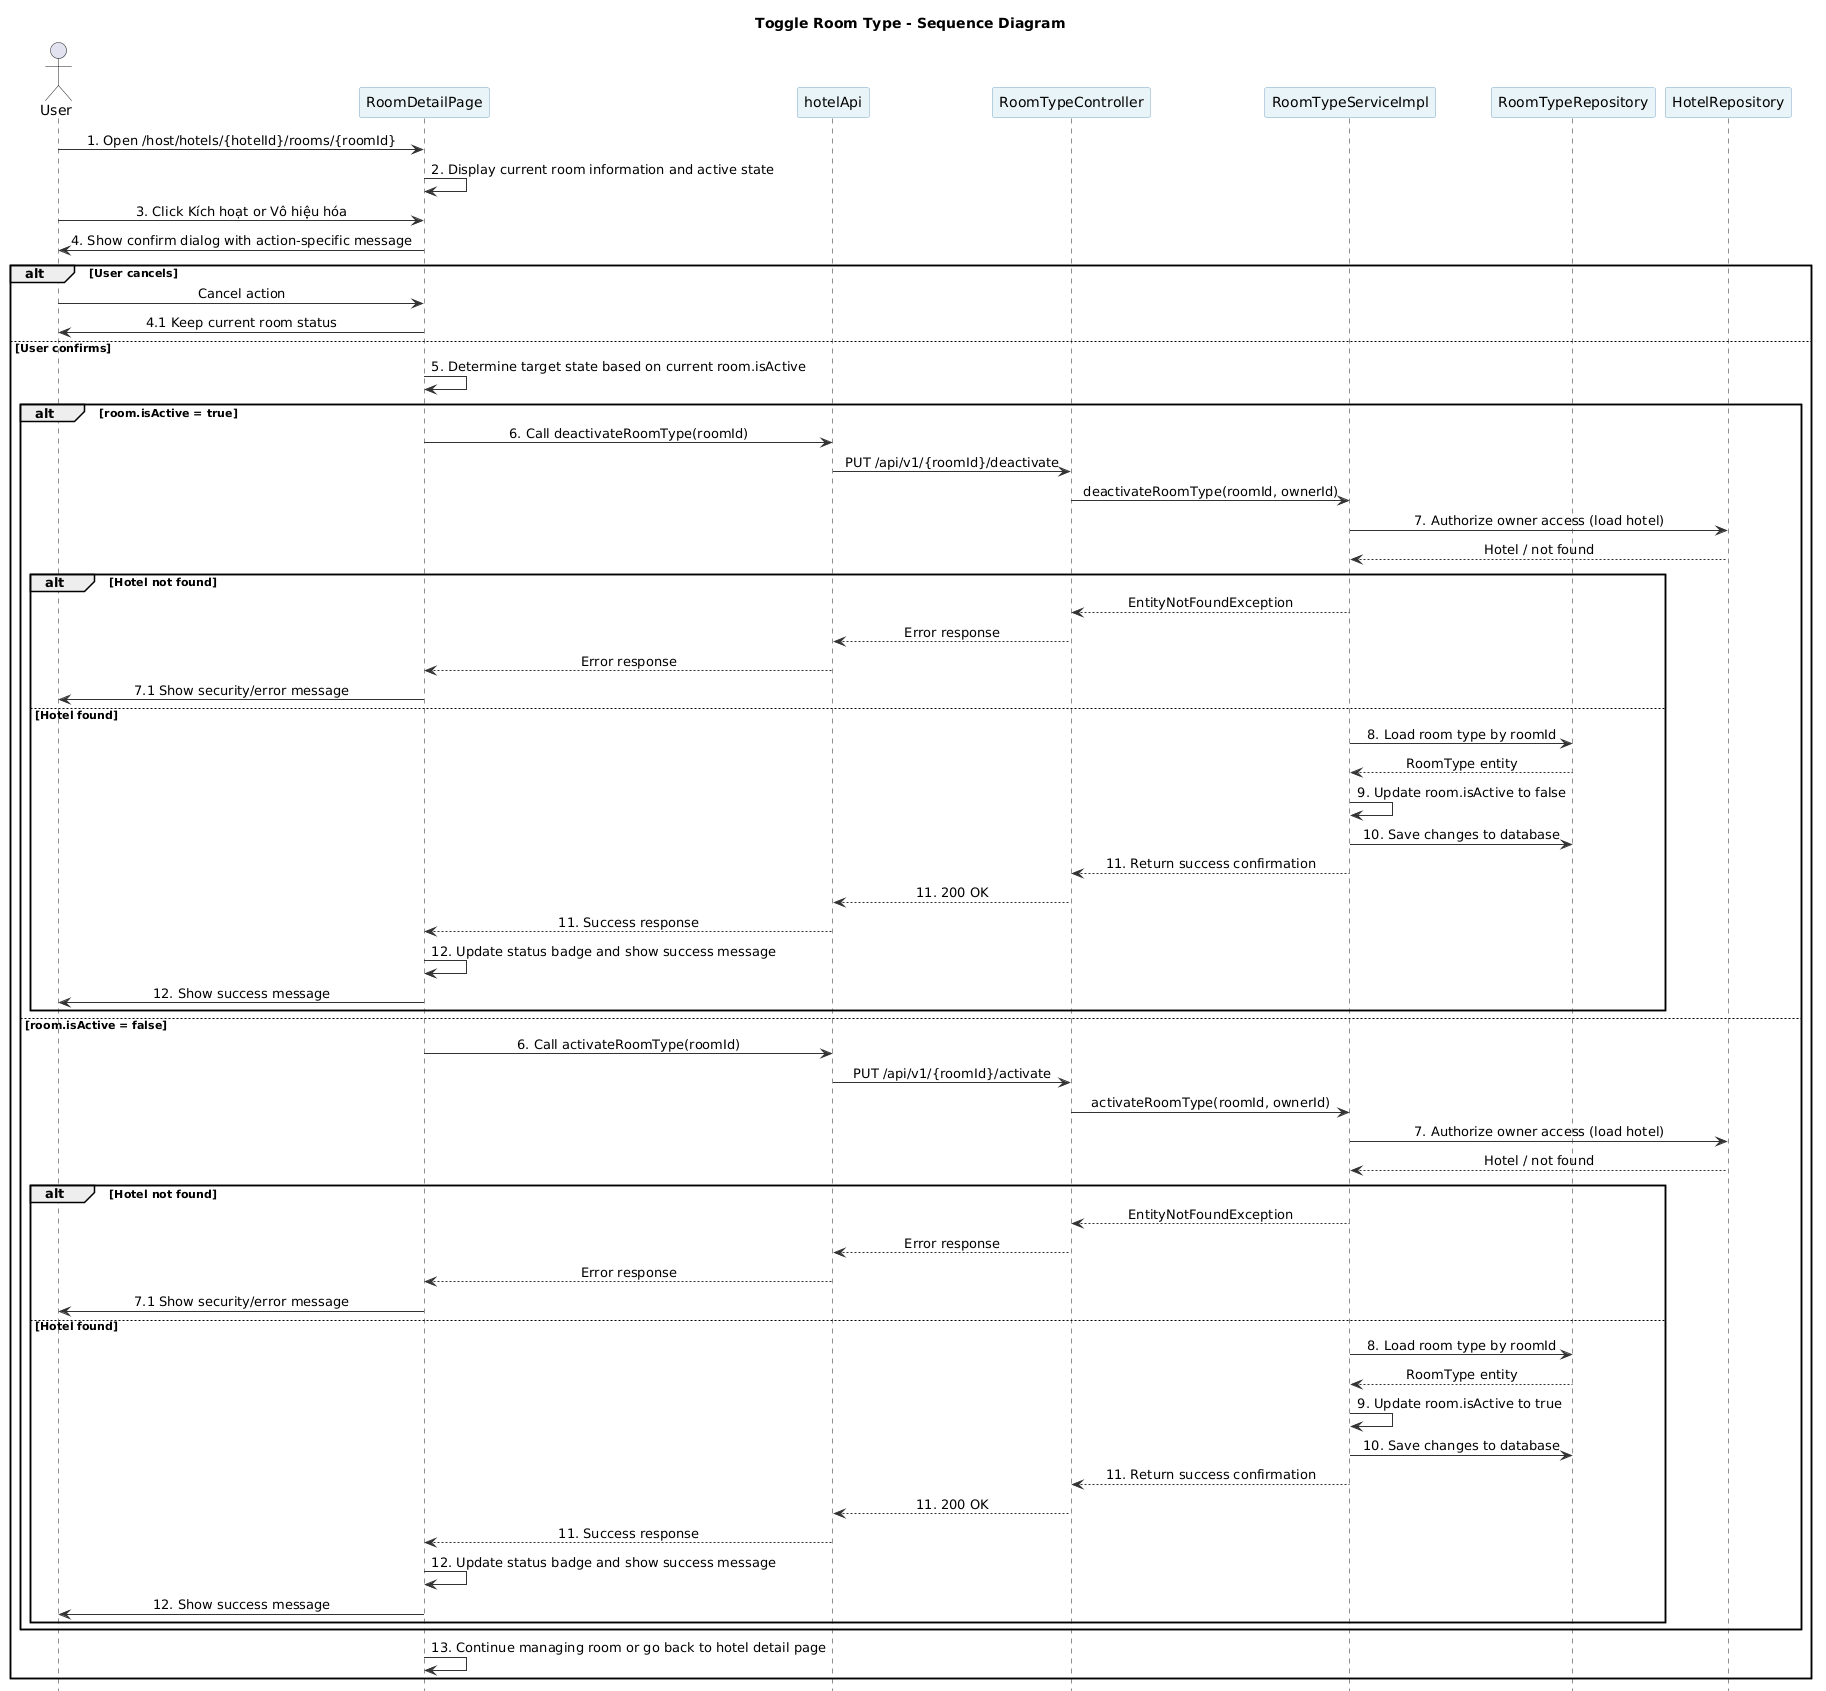 Toggle Room Type - Sequence Diagram
User
RoomDetailPage
hotelApi
RoomTypeController
RoomTypeServiceImpl
RoomTypeRepository
HotelRepository
1. Open /host/hotels/{hotelId}/rooms/{roomId}
2. Display current room information and active state
3. Click Kích hoạt or Vô hiệu hóa
4. Show confirm dialog with action-specific message
alt [User cancels]
Cancel action
4.1 Keep current room status
[User confirms]
5. Determine target state based on current room.isActive
alt [room.isActive = true]
6. Call deactivateRoomType(roomId)
PUT /api/v1/{roomId}/deactivate
deactivateRoomType(roomId, ownerId)
7. Authorize owner access (load hotel)
Hotel / not found
alt [Hotel not found]
EntityNotFoundException
Error response
Error response
7.1 Show security/error message
[Hotel found]
8. Load room type by roomId
RoomType entity
9. Update room.isActive to false
10. Save changes to database
11. Return success confirmation
11. 200 OK
11. Success response
12. Update status badge and show success message
12. Show success message
[room.isActive = false]
6. Call activateRoomType(roomId)
PUT /api/v1/{roomId}/activate
activateRoomType(roomId, ownerId)
7. Authorize owner access (load hotel)
Hotel / not found
alt [Hotel not found]
EntityNotFoundException
Error response
Error response
7.1 Show security/error message
[Hotel found]
8. Load room type by roomId
RoomType entity
9. Update room.isActive to true
10. Save changes to database
11. Return success confirmation
11. 200 OK
11. Success response
12. Update status badge and show success message
12. Show success message
13. Continue managing room or go back to hotel detail page